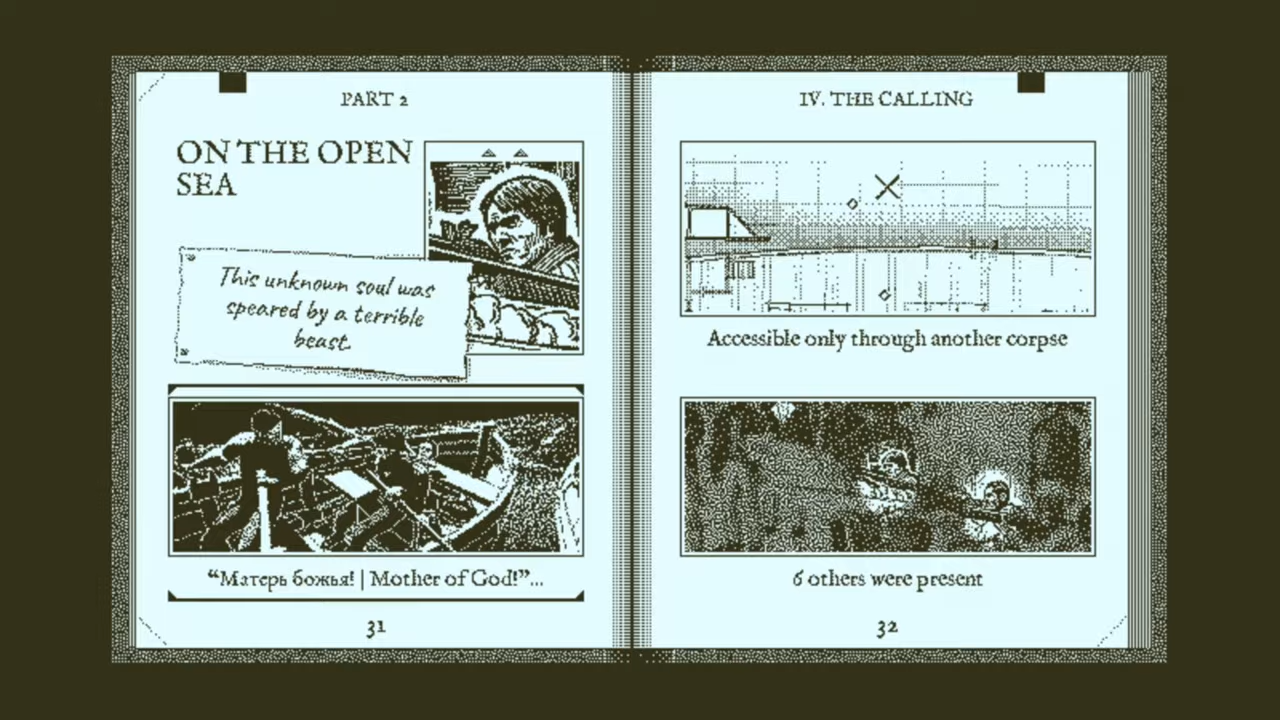 PART 2
ON THE OPEN
SEA
This unknown soul was
speared by a terrible
beast.
“Матерь божья! | Mother of God!”...
31
IV. THE CALLING
Accessible only through another corpse
6 others were present
32